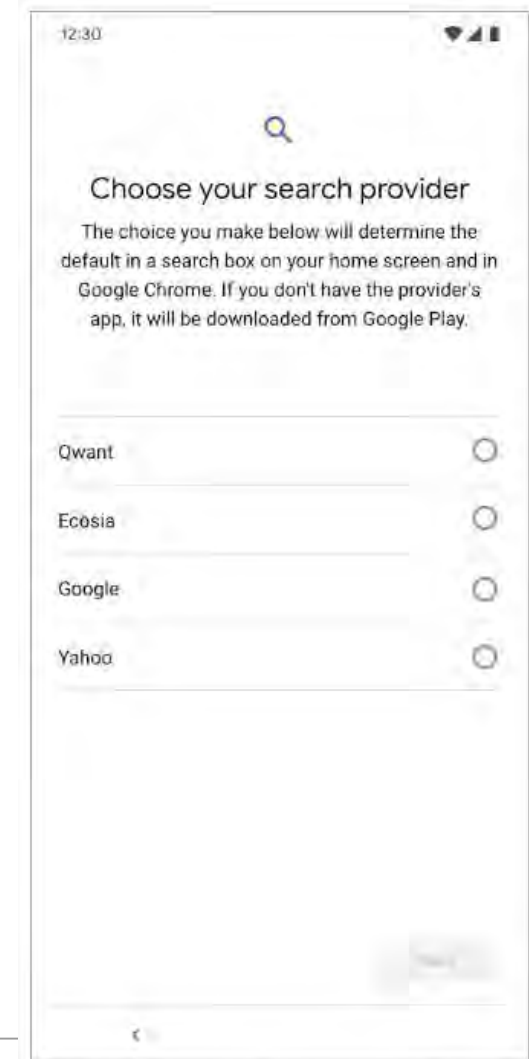 12:30
Choose your search provider
The choice you make below will determine the
default in a search box on your home screen and in
Google Chrome. If you don't have the provider's
app, it will be downloaded from Google Play.
Qwant
Ecosia
Google
Yahoo